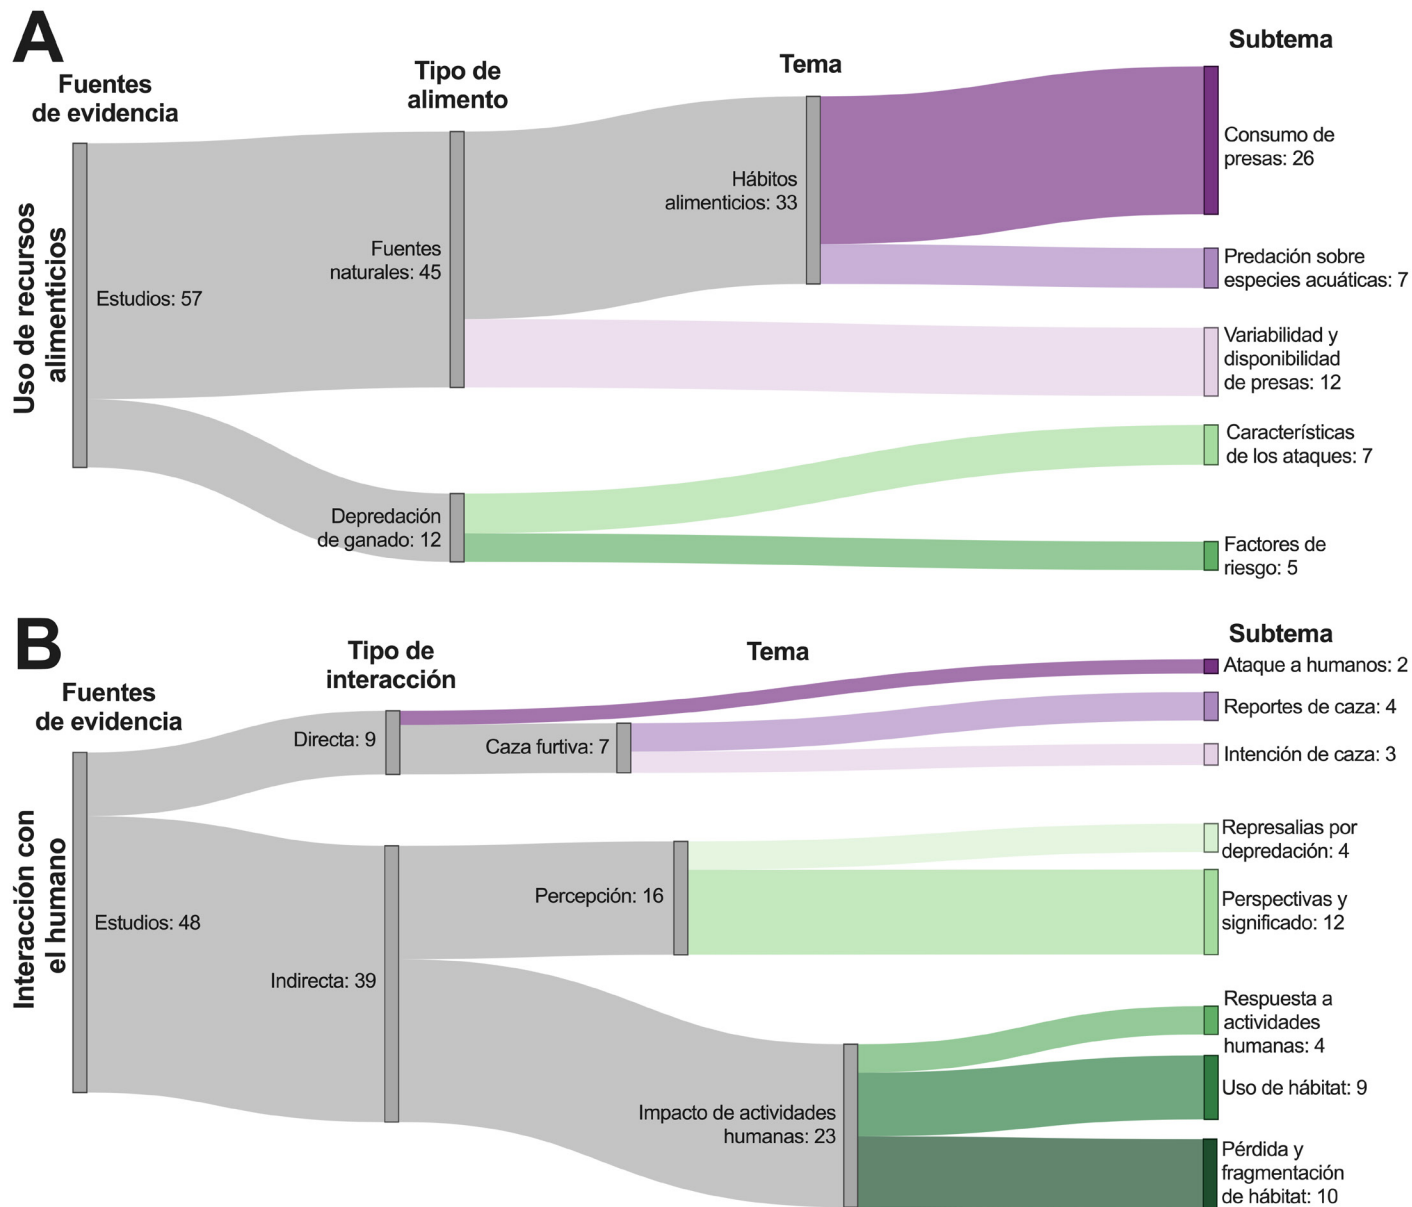 A
Fuentes
de evidencia
Tipo de
alimento
Tema
Subtema
Uso de recursos
alimenticios
Estudios: 57
Fuentes
naturales: 45
Depredación
de ganado: 12
Hábitos
alimenticios: 33
Consumo de
presas: 26
Predación sobre
especies acuáticas: 7
Variabilidad y
disponibilidad
de presas: 12
Características
de los ataques: 7
Factores de
riesgo: 5
B
Fuentes
de evidencia
Tipo de
interacción
Tema
Subtema
Interacción con
el humano
Estudios: 48
Directa: 9
Indirecta: 39
Caza furtiva: 7
Percepción: 16
Impacto de actividades
humanas: 23
Ataque a humanos: 2
Reportes de caza: 4
Intención de caza: 3
Represalias por
depredación: 4
Perspectivas y
significado: 12
Respuesta a
actividades
humanas: 4
Uso de hábitat: 9
Pérdida y
fragmentación
de hábitat: 10